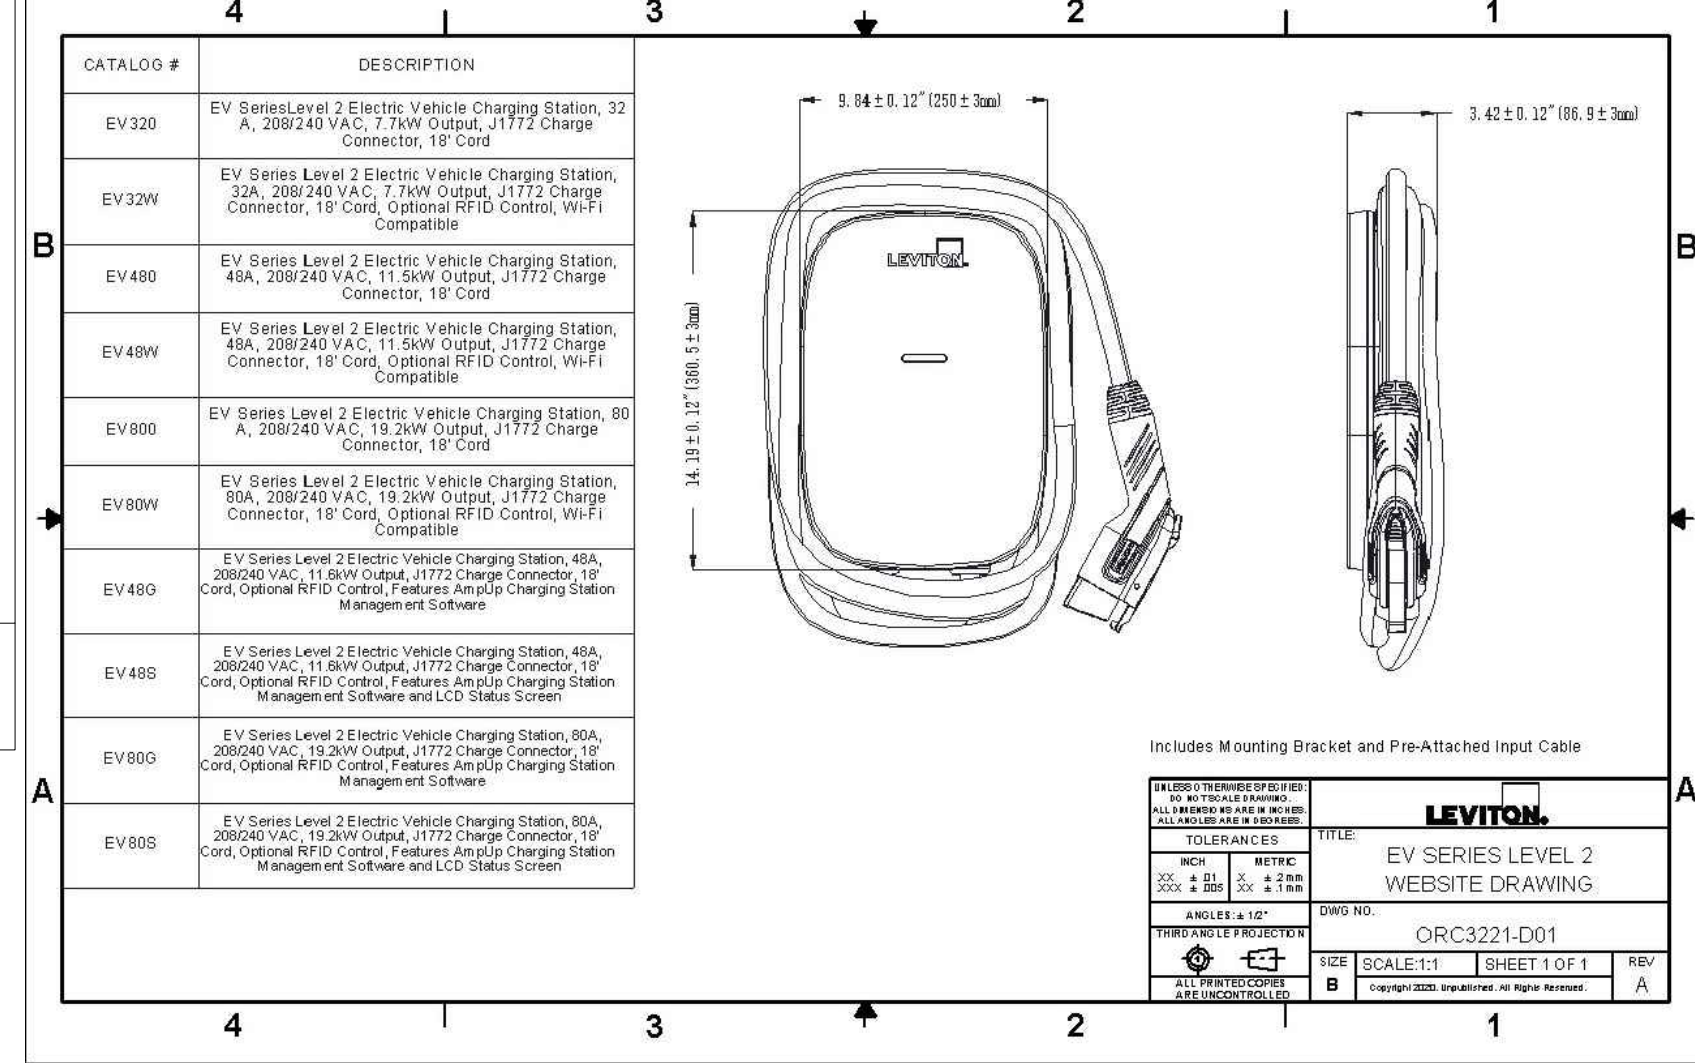 4 3 2 1
CATALOG # DESCRIPTION
EV320
EV SeriesLevel 2 Electric Vehicle Charging Station, 32
A, 208/240 VAC, 7.7kW Output, J1772 Charge
Connector, 18' Cord
EV32W
EV Series Level 2 Electric Vehicle Charging Station,
32A, 208/240 VAC, 7.7kW Output, J1772 Charge
Connector, 18' Cord, Optional RFID Control, Wi-Fi
Compatible
EV480
EV Series Level 2 Electric Vehicle Charging Station,
48A, 208/240 VAC, 11.5kW Output, J1772 Charge
Connector, 18' Cord
EV48W
EV Series Level 2 Electric Vehicle Charging Station,
48A, 208/240 VAC, 11.5kW Output, J1772 Charge
Connector, 18' Cord, Optional RFID Control, Wi-Fi
Compatible
EV800
EV Series Level 2 Electric Vehicle Charging Station, 80
A, 208/240 VAC, 19.2kW Output, J1772 Charge
Connector, 18' Cord
EV80W
EV Series Level 2 Electric Vehicle Charging Station,
80A, 208/240 VAC, 19.2kW Output, J1772 Charge
Connector, 18' Cord, Optional RFID Control, Wi-Fi
Compatible
EV48G
EV Series Level 2 Electric Vehicle Charging Station, 48A,
208/240 VAC, 11.6kW Output, J1772 Charge Connector, 18'
Cord, Optional RFID Control, Features AmpUp Charging Station
Management Software
EV48S
EV Series Level 2 Electric Vehicle Charging Station, 48A,
208/240 VAC, 11.6kW Output, J1772 Charge Connector, 18'
Cord, Optional RFID Control, Features AmpUp Charging Station
Management Software and LCD Status Screen
EV80G
EV Series Level 2 Electric Vehicle Charging Station, 80A,
208/240 VAC, 19.2kW Output, J1772 Charge Connector, 18'
Cord, Optional RFID Control, Features AmpUp Charging Station
Management Software
EV80S
EV Series Level 2 Electric Vehicle Charging Station, 80A,
208/240 VAC, 19.2kW Output, J1772 Charge Connector, 18'
Cord, Optional RFID Control, Features AmpUp Charging Station
Management Software and LCD Status Screen
B
A
9.84±0.12"(250±3mm)
14.19±0.12"(360.5±3mm)
LEVITON.
3.42±0.12"(86.9±3mm)
B
A
Includes Mounting Bracket and Pre-Attached Input Cable
UNLESS OTHERWISE SPECIFIED:
DO NOT SCALE DRAWING.
ALL DIMENSIONS ARE IN INCHES.
ALL ANGLES ARE IN DEGREES.
TOLERANCES
INCH METRIC
XX ± .01 X ± .2mm
XXX ± .005 XX ± .1mm
ANGLES:± 1/2°
THIRD ANGLE PROJECTION
ALL PRINTED COPIES
ARE UNCONTROLLED
LEVITON.
TITLE:
EV SERIES LEVEL 2
WEBSITE DRAWING
DWG NO.
ORC3221-D01
SIZE
B
SCALE:1:1
SHEET 1 OF 1
REV
A
Copyright 2020. Unpublished. All Rights Reserved.
4 3 2 1